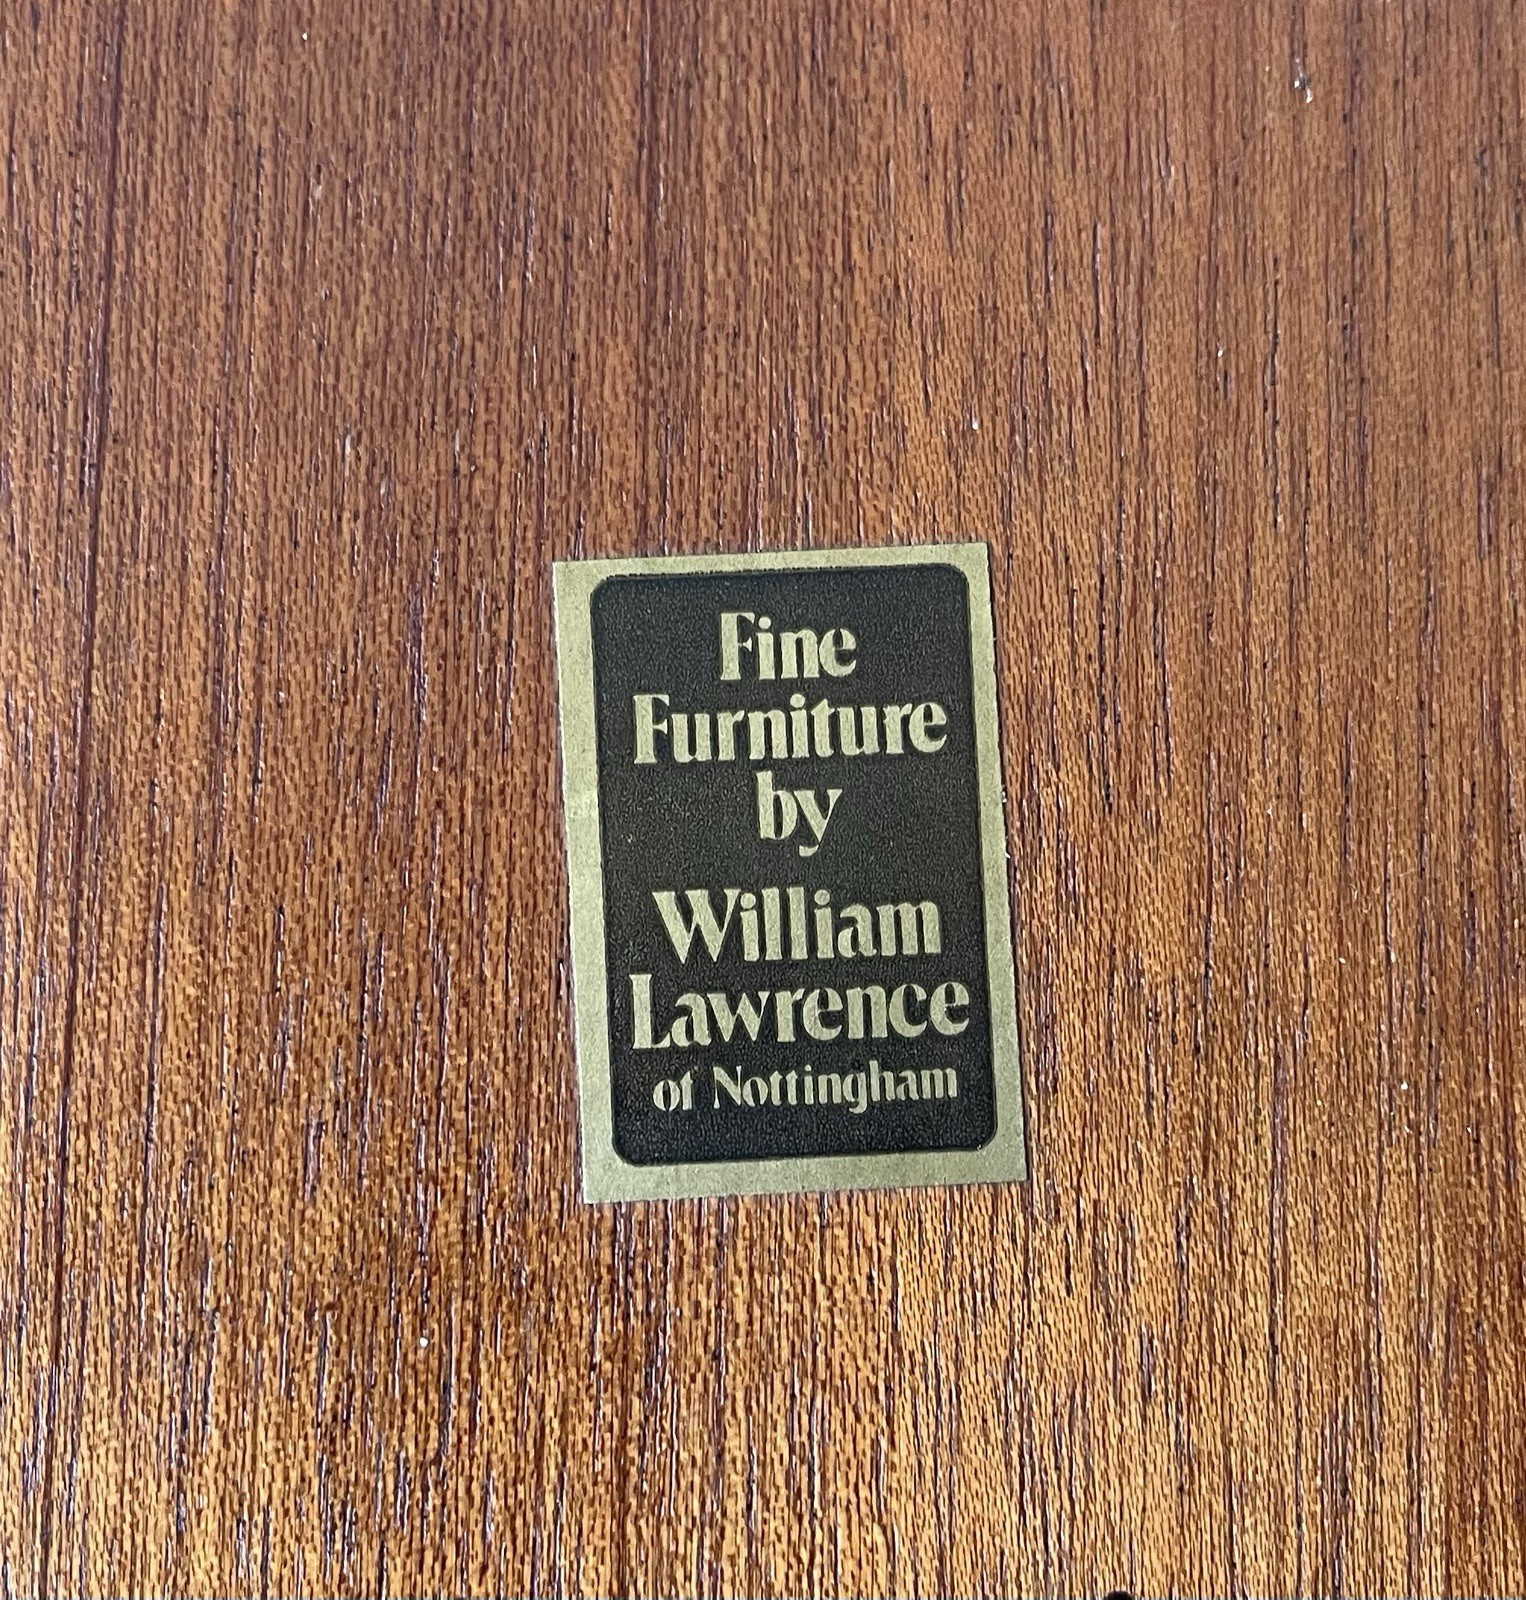 Fine
Furniture
by
William
Lawrence
of Nottingham